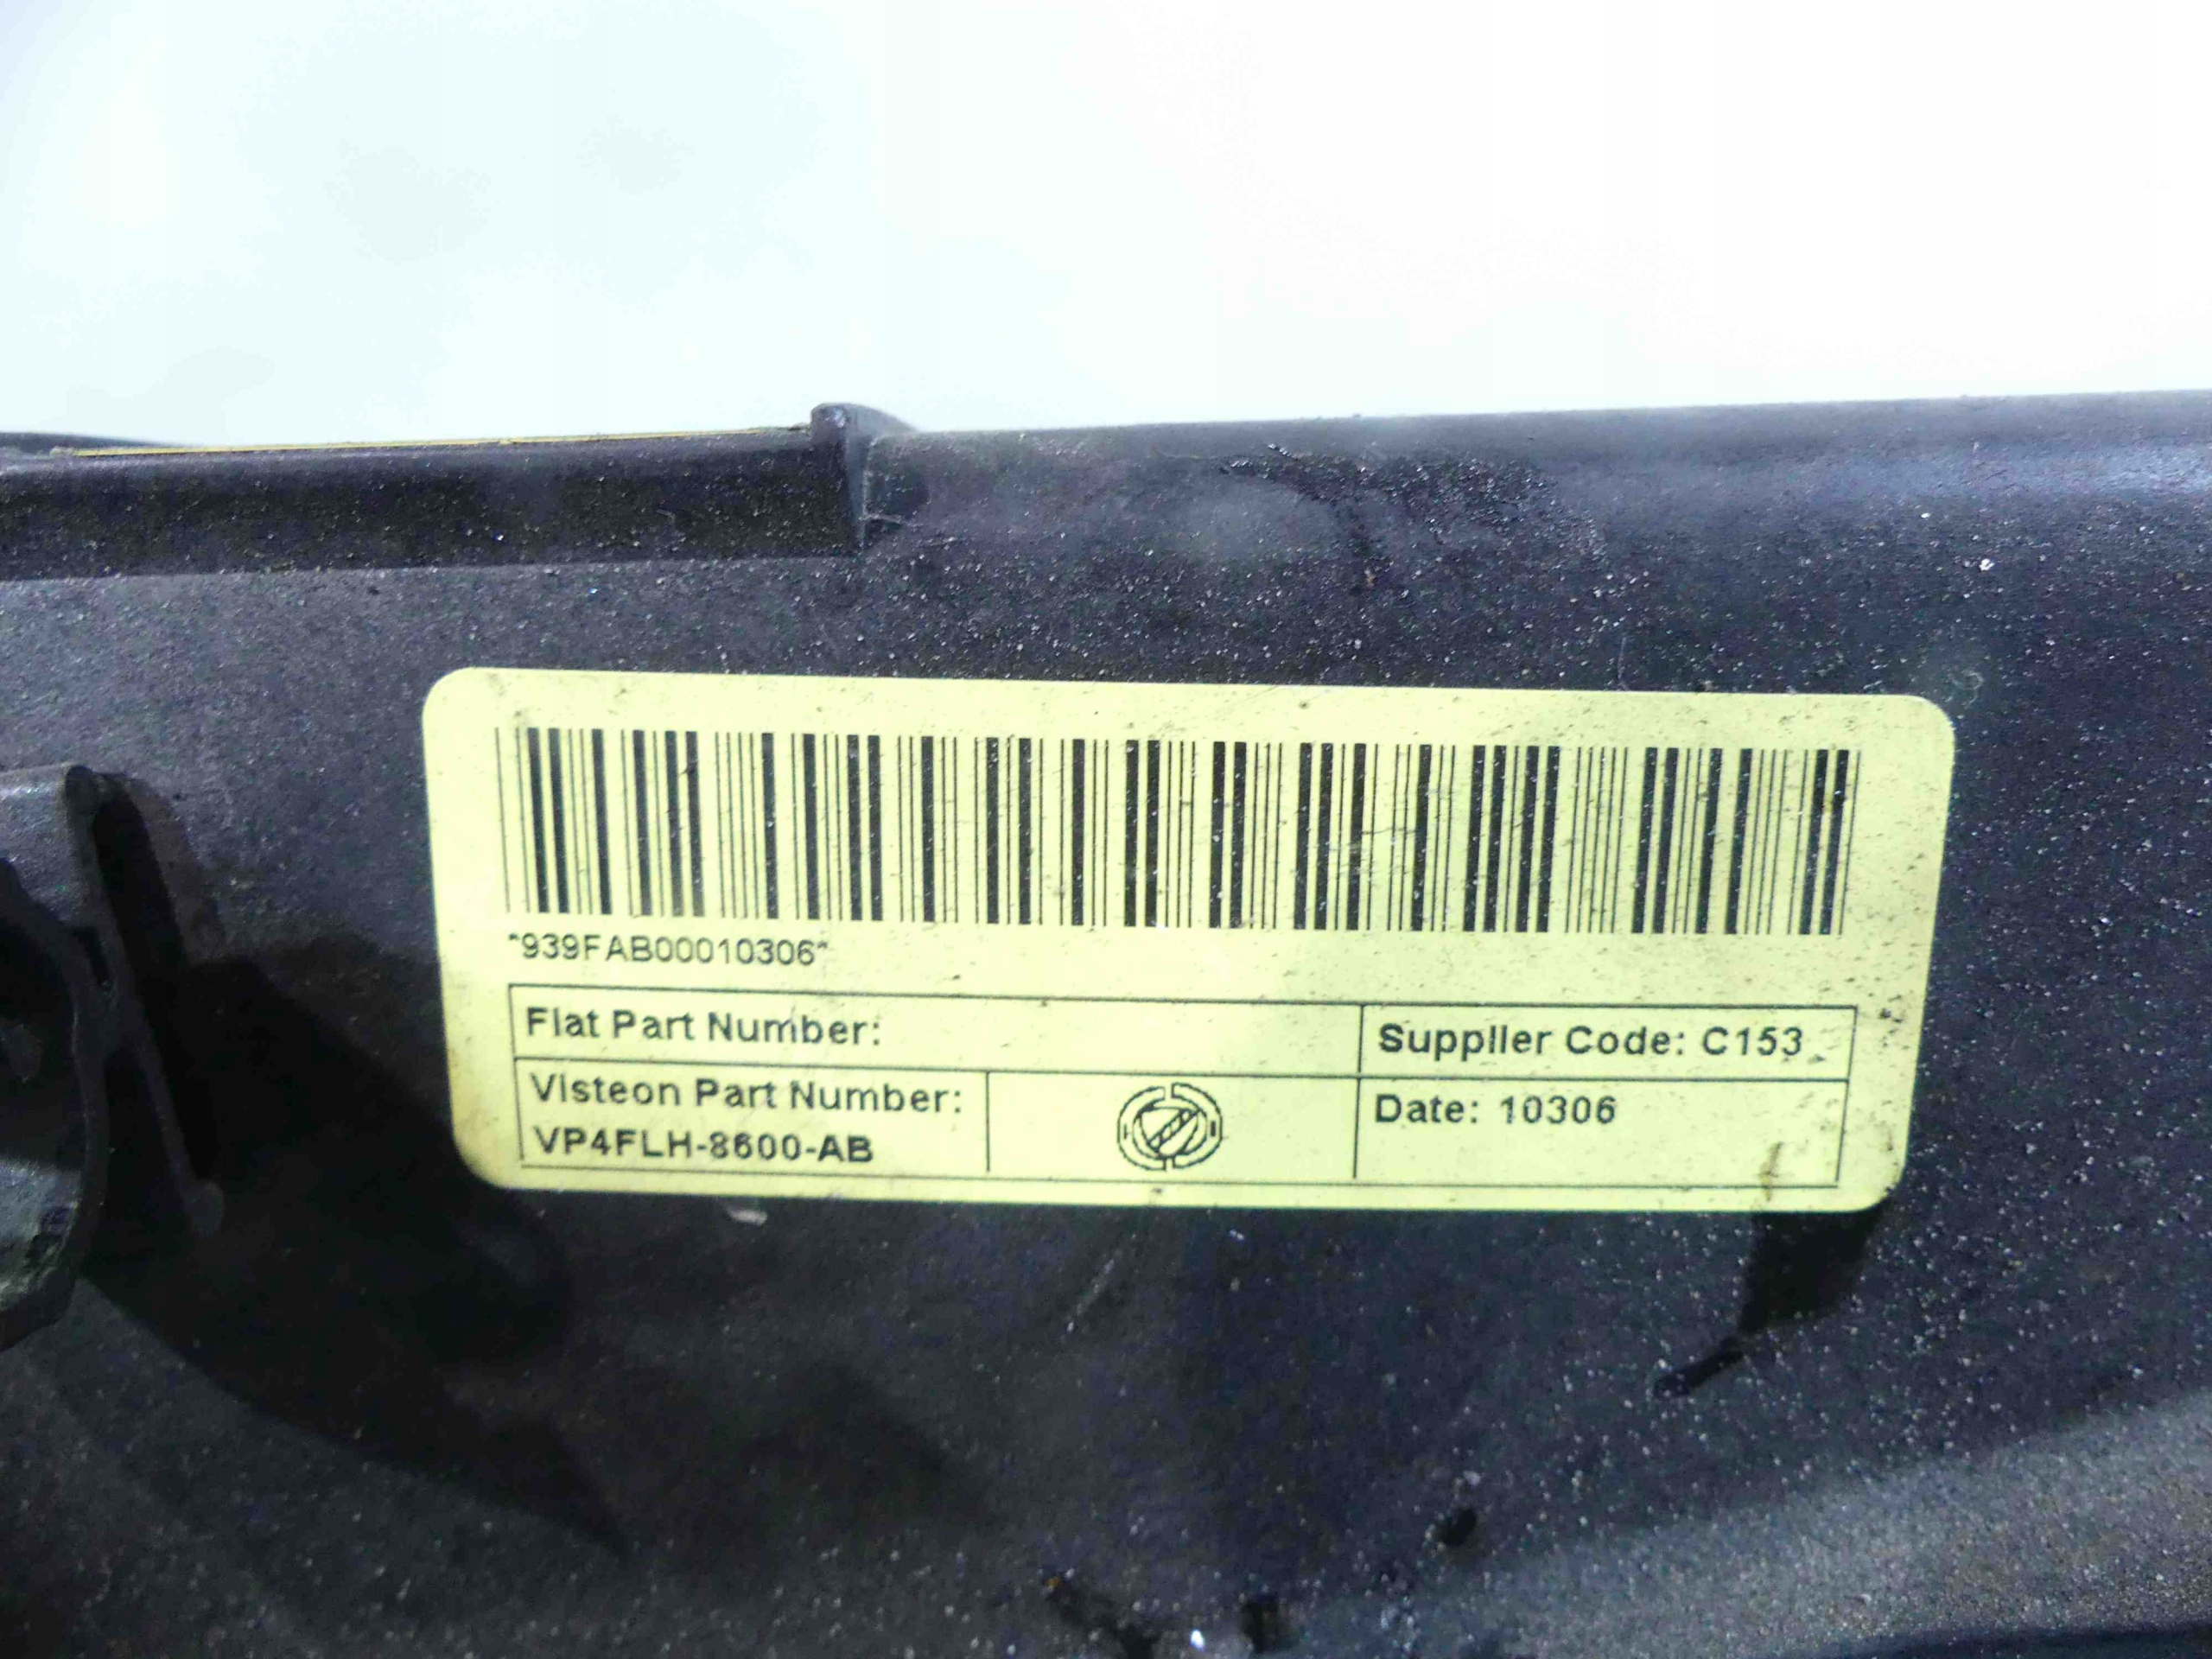 *939FAB00010306*
Fiat Part Number:
Supplier Code: C153
Visteon Part Number:
VP4FLH-8600-AB
Date: 10306